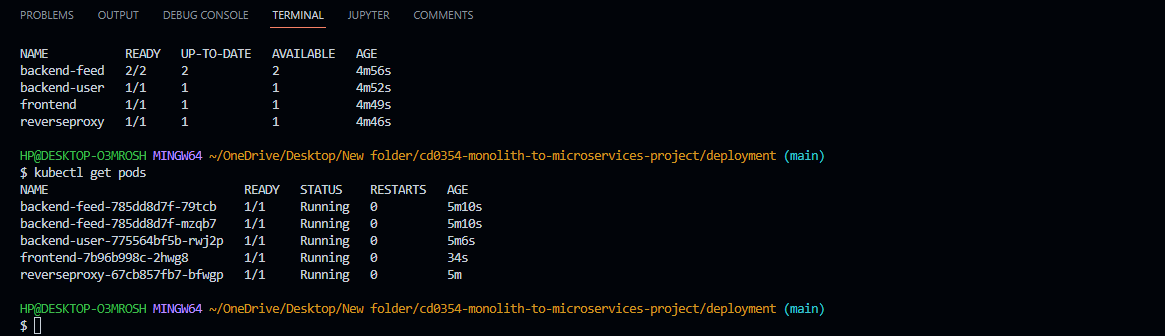 PROBLEMS OUTPUT DEBUG CONSOLE TERMINAL JUPYTER COMMENTS
NAME READY UP-TO-DATE AVAILABLE AGE
backend-feed 2/2 2 2 4m56s
backend-user 1/1 1 1 4m52s
frontend 1/1 1 1 4m49s
reverseproxy 1/1 1 1 4m46s
HP@DESKTOP-O3MROSH MINGW64 ~/OneDrive/Desktop/New folder/cd0354-monolith-to-microservices-project/deployment (main)
$ kubectl get pods
NAME READY STATUS RESTARTS AGE
backend-feed-785dd8d7f-79tcb 1/1 Running 0 5m10s
backend-feed-785dd8d7f-mzqb7 1/1 Running 0 5m10s
backend-user-775564bf5b-rwj2p 1/1 Running 0 5m6s
frontend-7b96b998c-2hwg8 1/1 Running 0 34s
reverseproxy-67cb857fb7-bfwgp 1/1 Running 0 5m
HP@DESKTOP-O3MROSH MINGW64 ~/OneDrive/Desktop/New folder/cd0354-monolith-to-microservices-project/deployment (main)
$